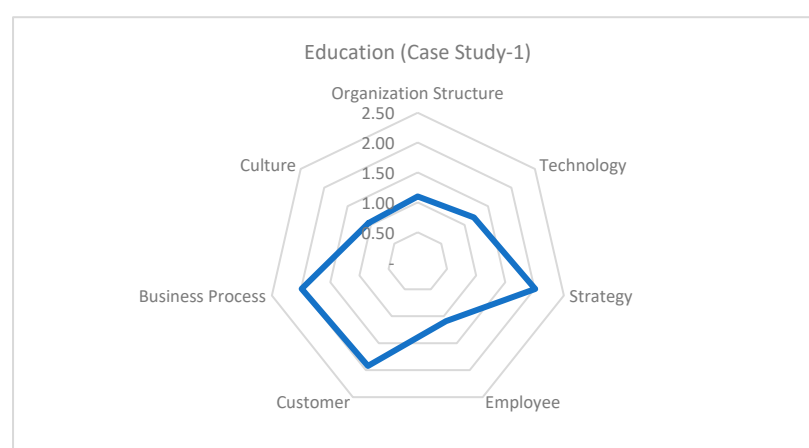 Education (Case Study-1)
Organization Structure
2.50
2.00
1.50
1.00
0.50
-
Culture
Technology
Business Process
Strategy
Customer
Employee